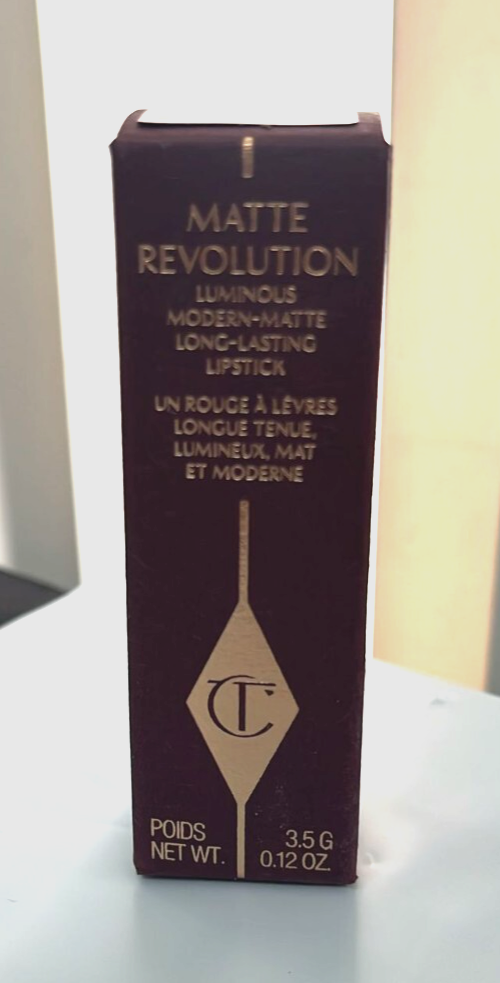 MATTE
REVOLUTION
LUMINOUS
MODERN-MATTE
LONG-LASTING
LIPSTICK
UN ROUGE À LÈVRES
LONGUE TENUE,
LUMINEUX, MAT
ET MODERNE
CT
POIDS 3.5 G
NET WT. 0.12 OZ.